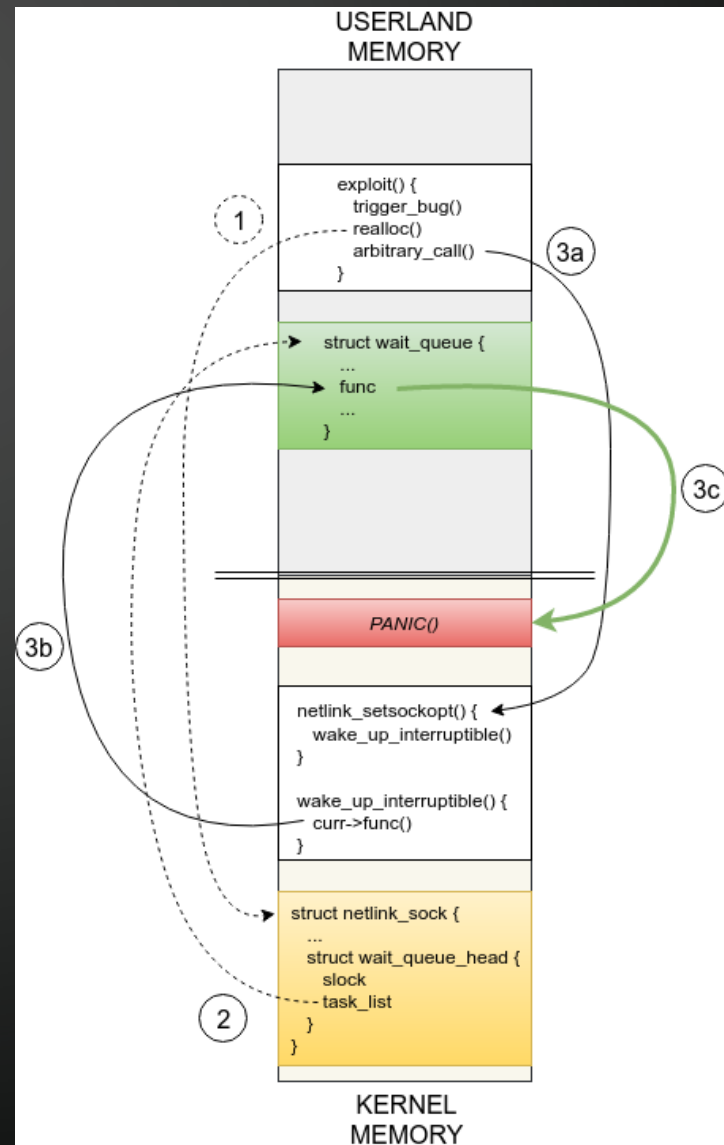 USERLAND
MEMORY
exploit() {
trigger_bug()
realloc()
arbitrary_call()
}
1
3a
struct wait_queue {
...
func
...
}
3c
PANIC()
3b
netlink_setsockopt() {
wake_up_interruptible()
}
wake_up_interruptible() {
curr->func()
}
struct netlink_sock {
...
struct wait_queue_head {
slock
task_list
}
}
2
KERNEL
MEMORY